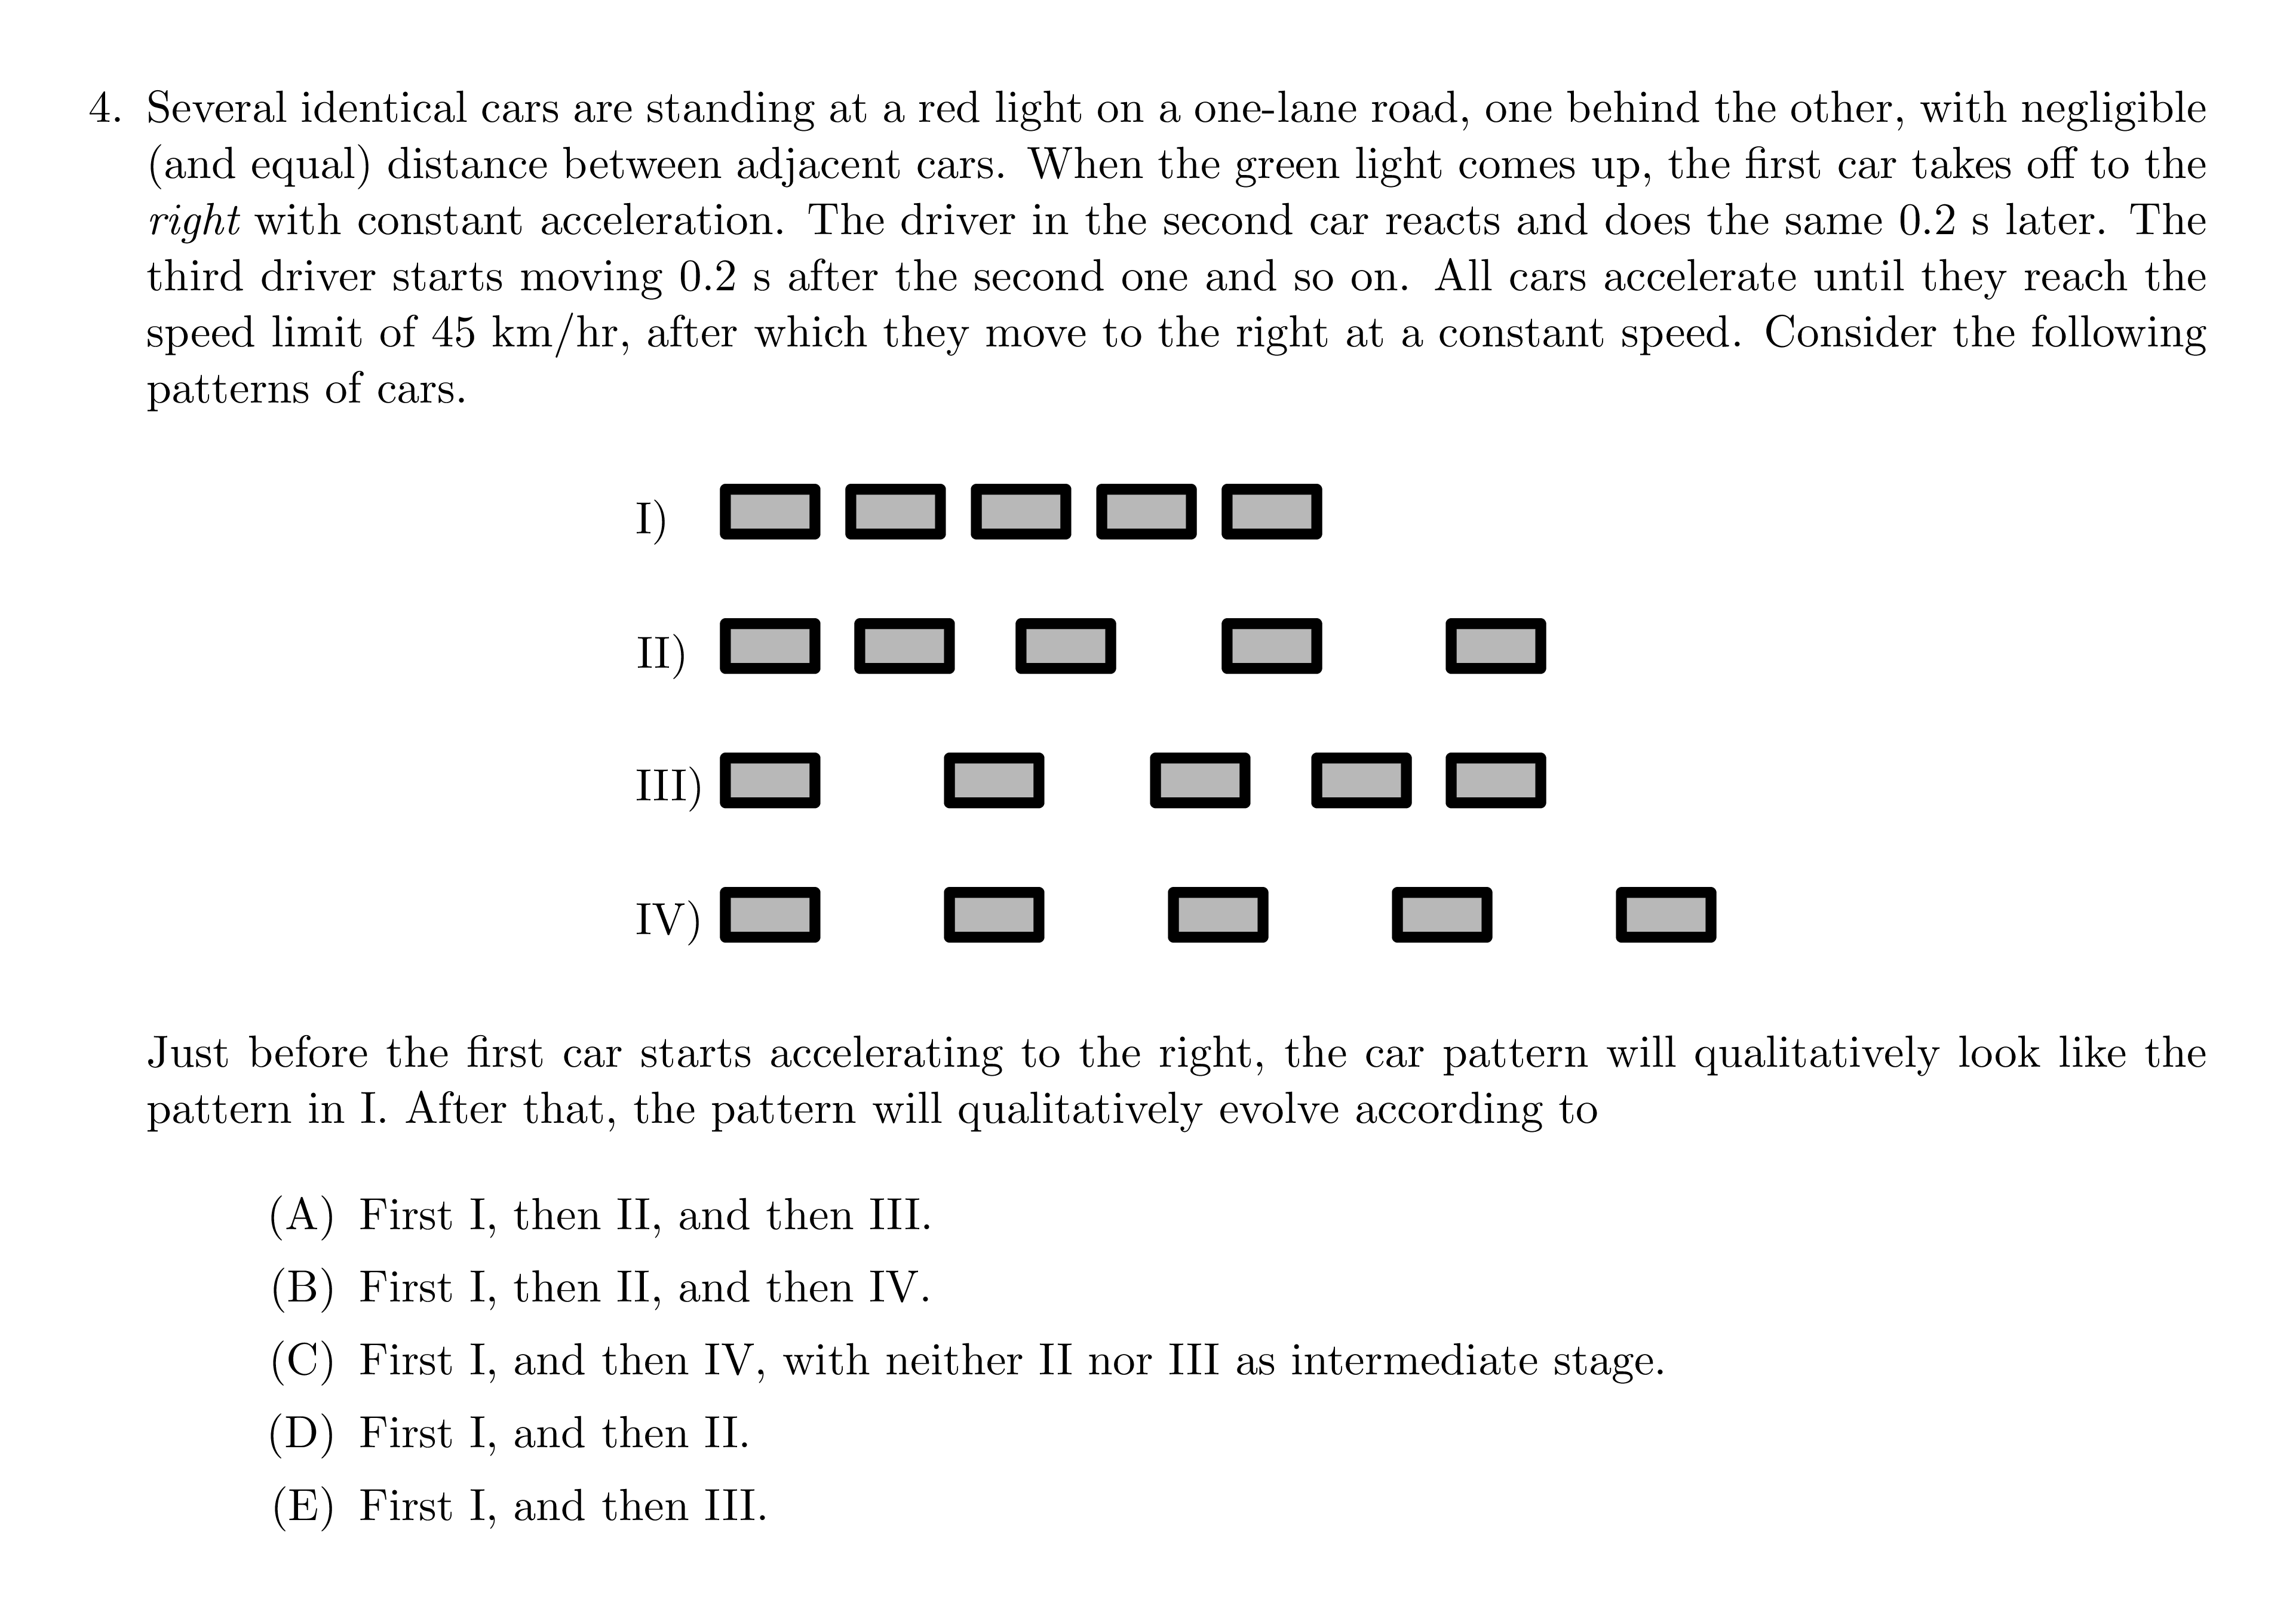 4. Several identical cars are standing at a red light on a one-lane road, one behind the other, with negligible
(and equal) distance between adjacent cars. When the green light comes up, the first car takes off to the
right with constant acceleration. The driver in the second car reacts and does the same 0.2 s later. The
third driver starts moving 0.2 s after the second one and so on. All cars accelerate until they reach the
speed limit of 45 km/hr, after which they move to the right at a constant speed. Consider the following
patterns of cars.
I)
II)
III)
IV)
Just before the first car starts accelerating to the right, the car pattern will qualitatively look like the
pattern in I. After that, the pattern will qualitatively evolve according to
(A) First I, then II, and then III.
(B) First I, then II, and then IV.
(C) First I, and then IV, with neither II nor III as intermediate stage.
(D) First I, and then II.
(E) First I, and then III.